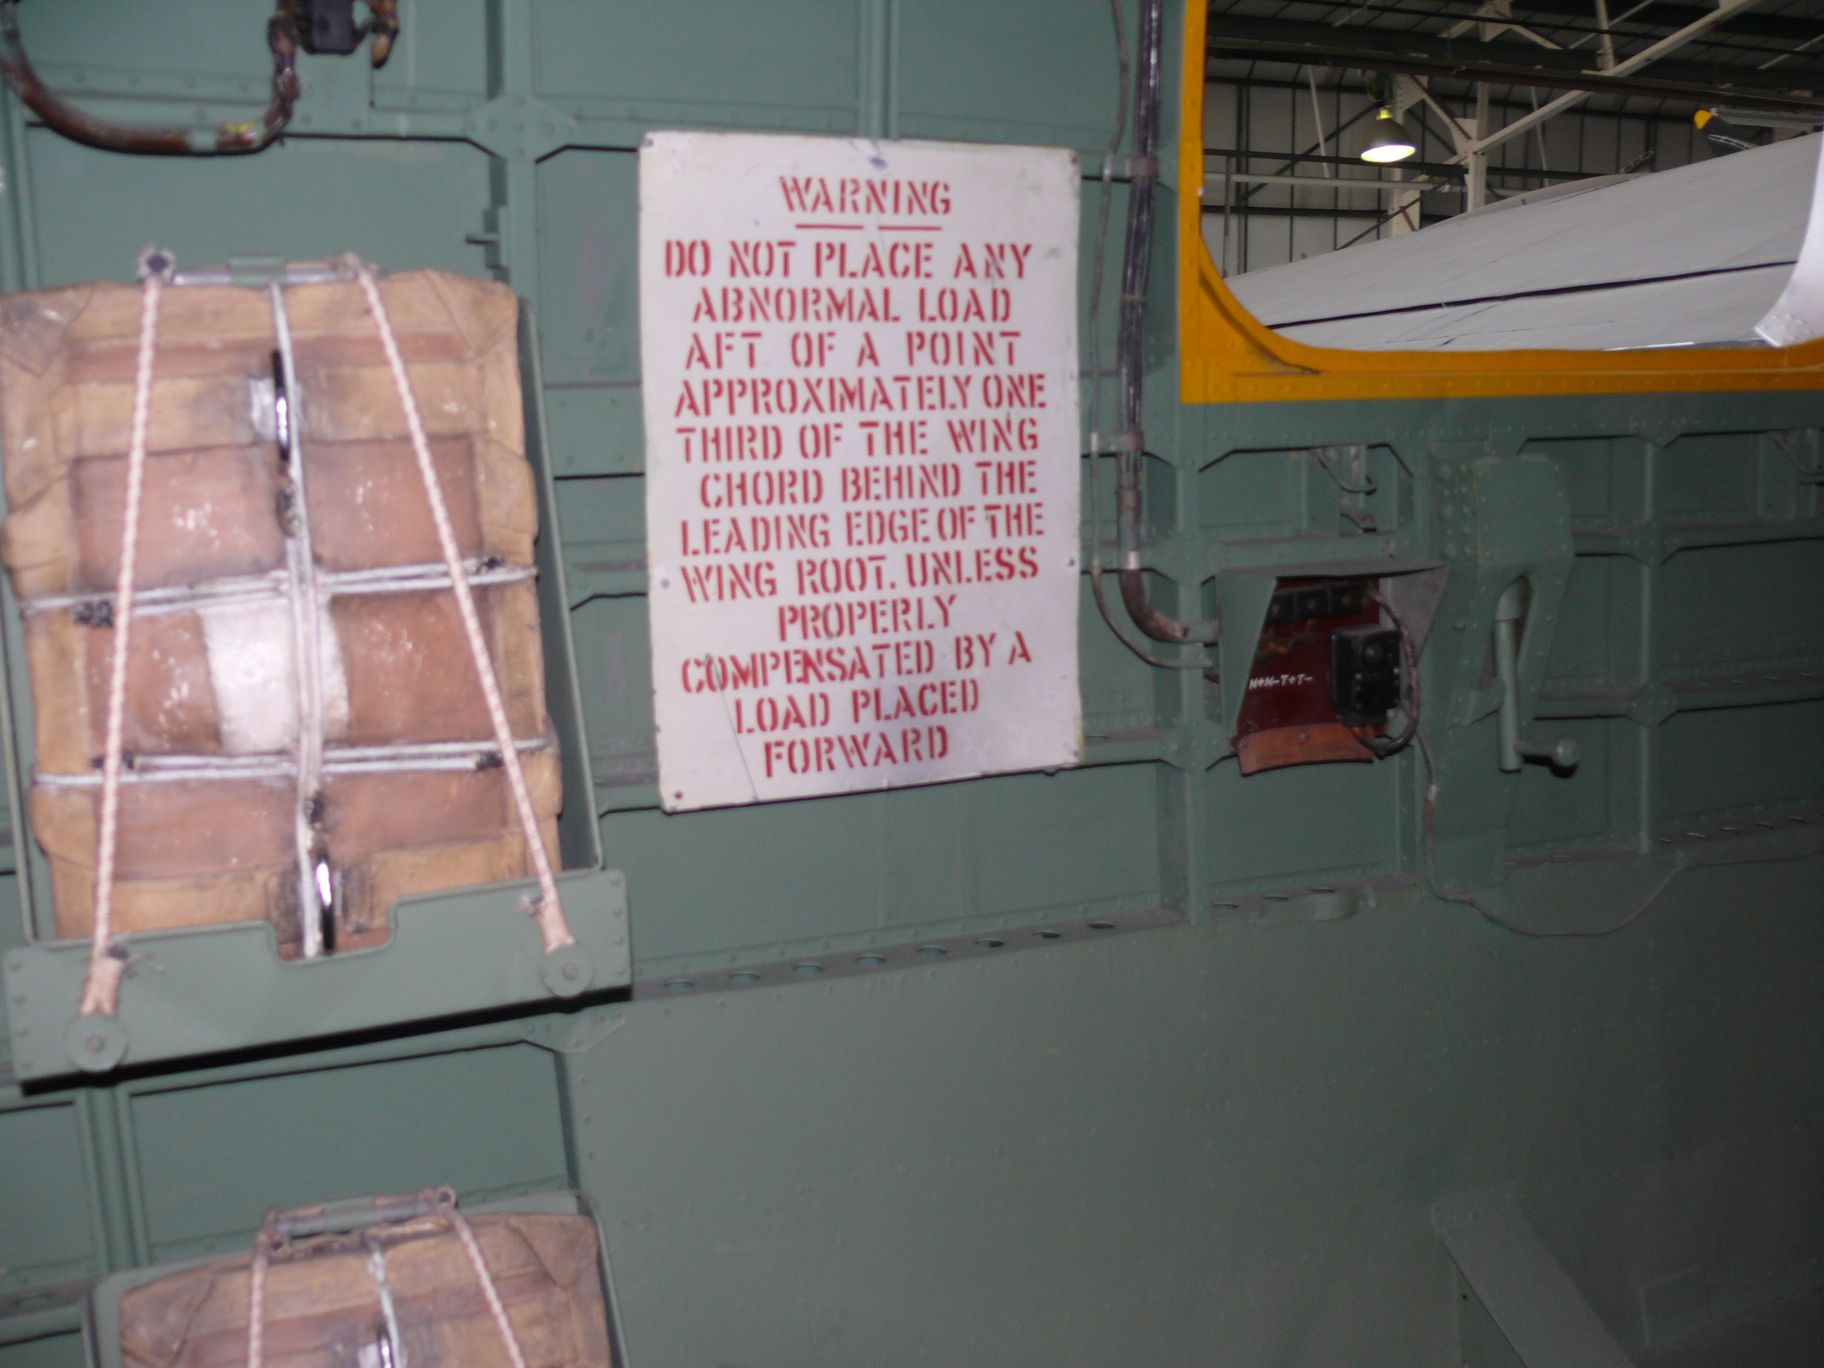 WARNING
DO NOT PLACE ANY
ABNORMAL LOAD
AFT OF A POINT
APPROXIMATELY ONE
THIRD OF THE WING
CHORD BEHIND THE
LEADING EDGE OF THE
WING ROOT. UNLESS
PROPERLY
COMPENSATED BY A
LOAD PLACED
FORWARD
M+M-T+T-